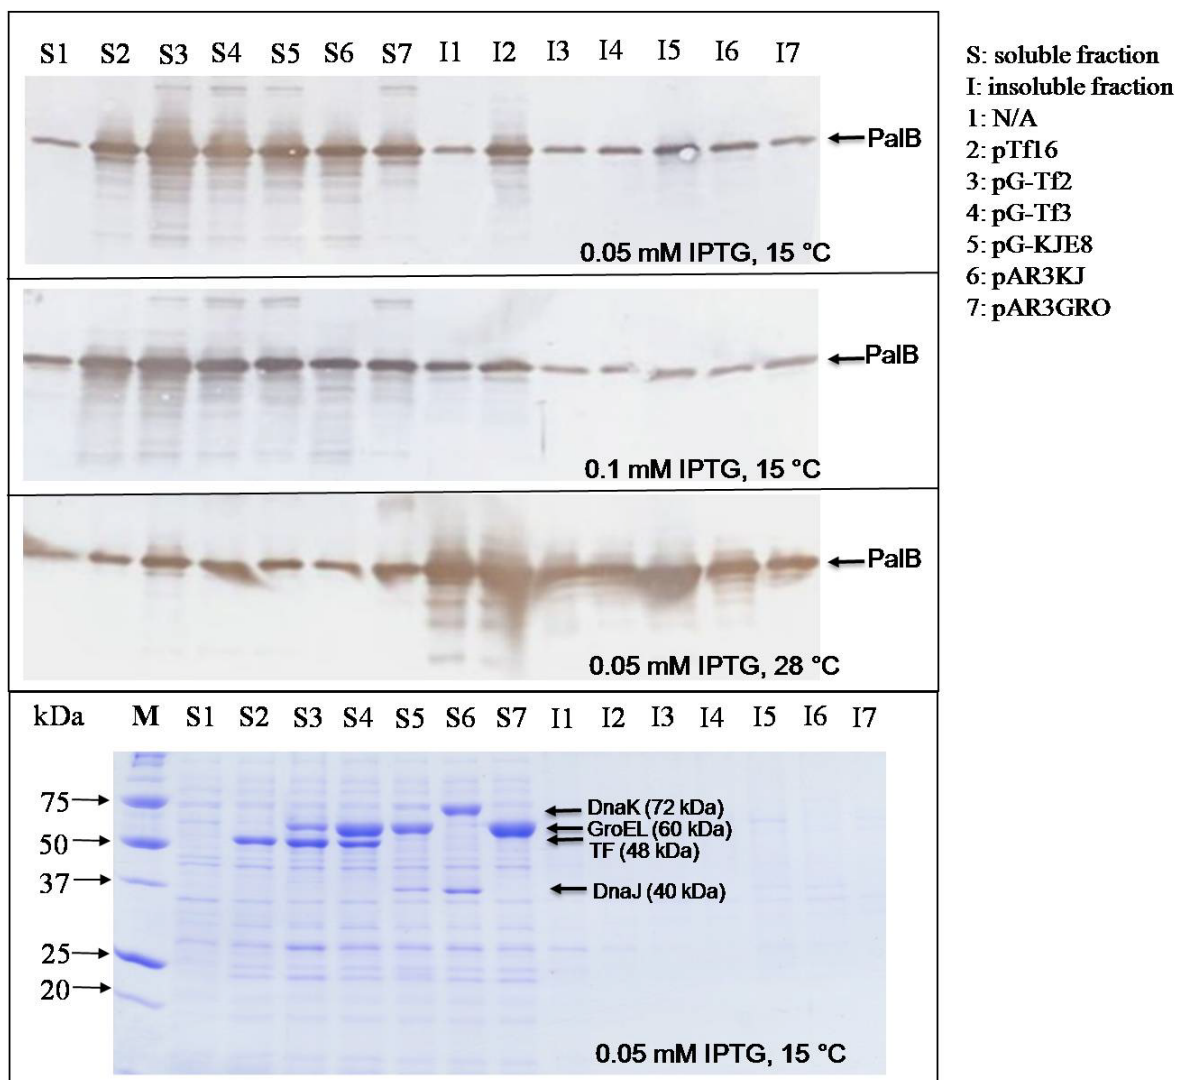 S1 S2 S3 S4 S5 S6 S7 I1 I2 I3 I4 I5 I6 I7
PalB
0.05 mM IPTG, 15 °C
PalB
0.1 mM IPTG, 15 °C
PalB
0.05 mM IPTG, 28 °C
kDa M S1 S2 S3 S4 S5 S6 S7 I1 I2 I3 I4 I5 I6 I7
75
50
37
25
20
DnaK (72 kDa)
GroEL (60 kDa)
TF (48 kDa)
DnaJ (40 kDa)
0.05 mM IPTG, 15 °C
S: soluble fraction
I: insoluble fraction
1: N/A
2: pTf16
3: pG-Tf2
4: pG-Tf3
5: pG-KJE8
6: pAR3KJ
7: pAR3GRO